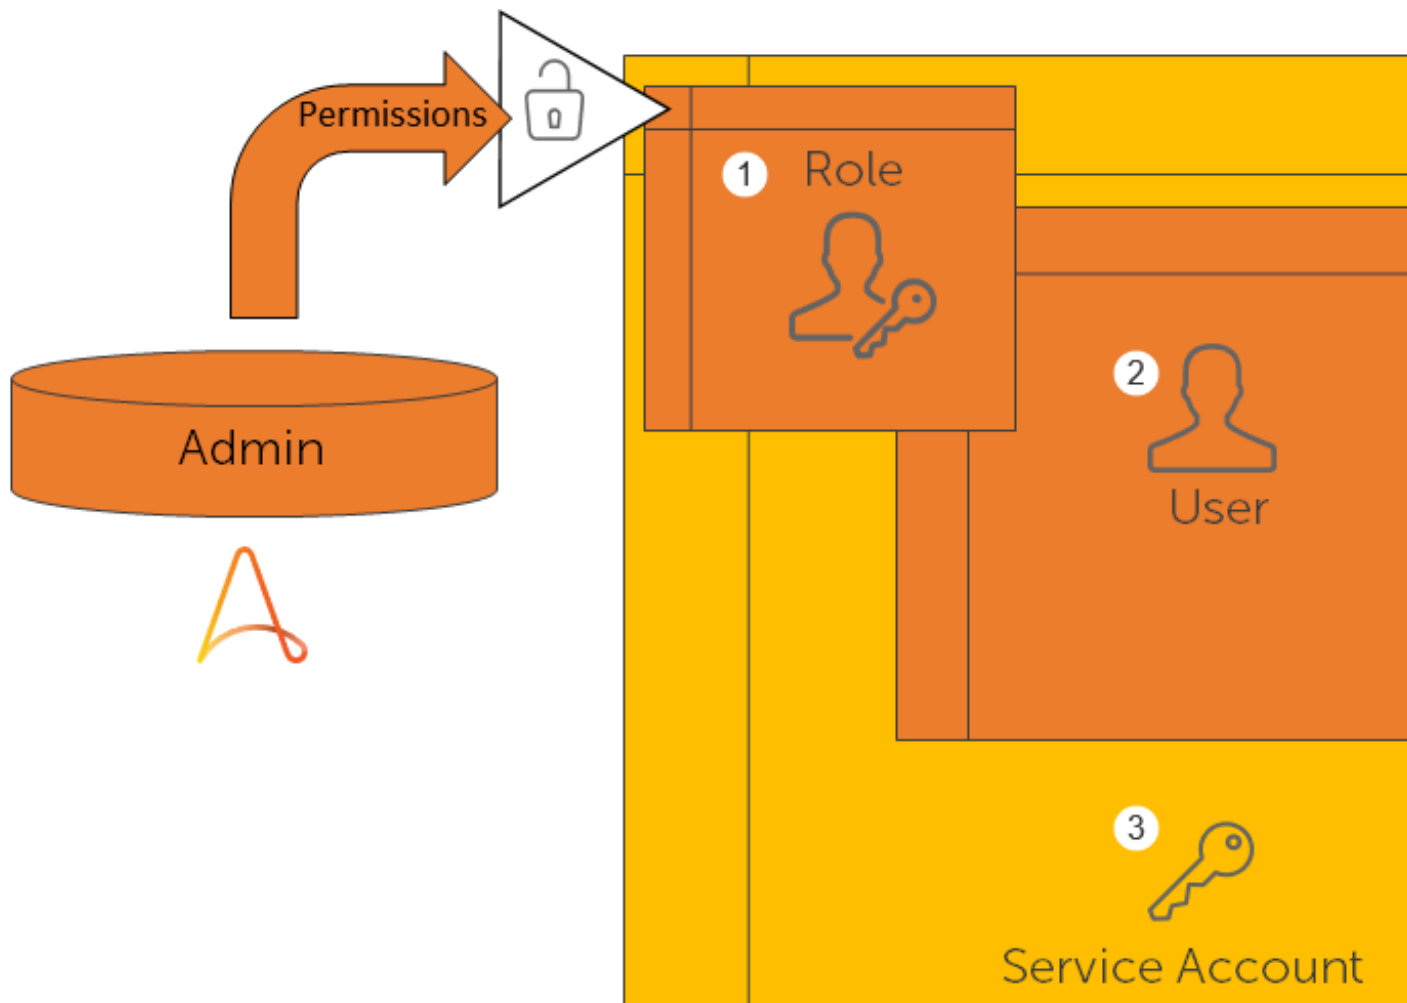 Permissions
1 Role
Admin
2
User
3
Service Account